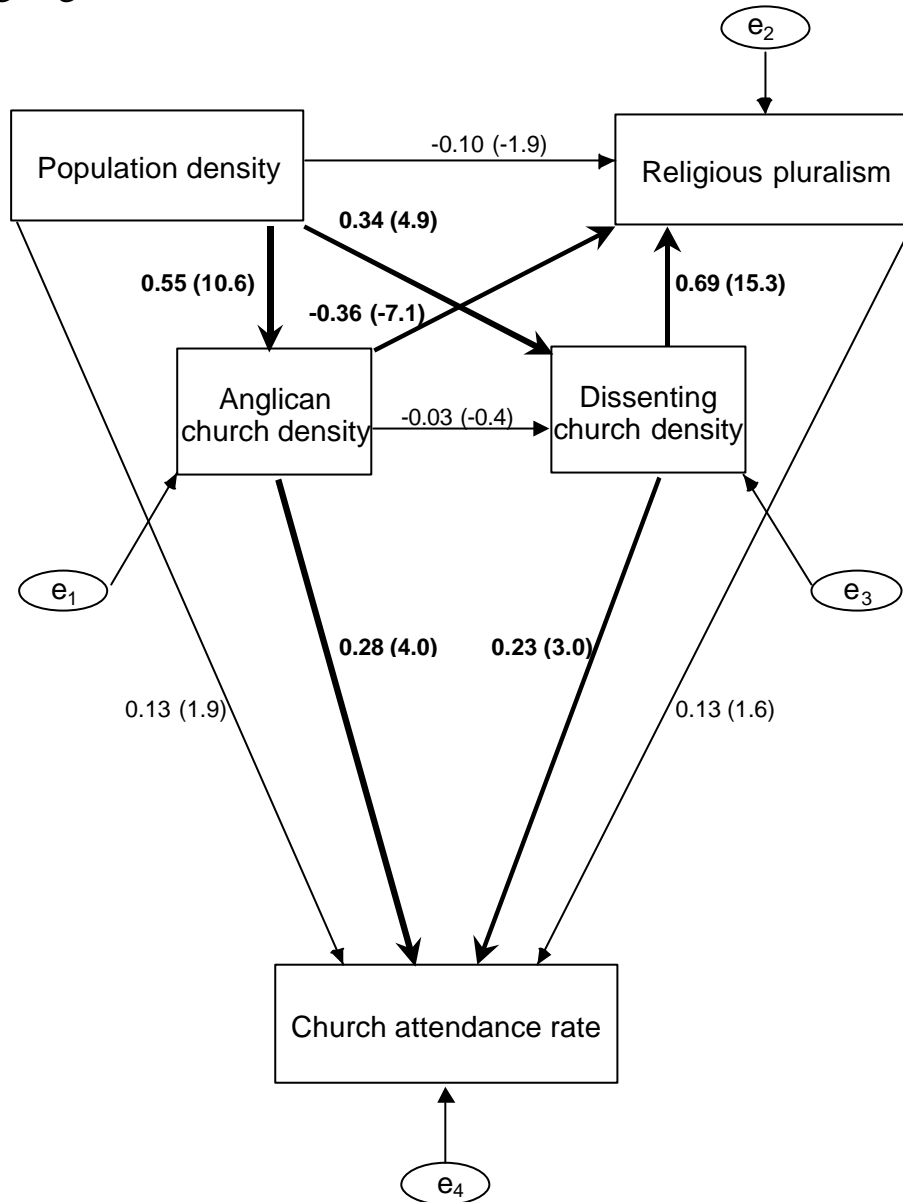 e2
Population density
-0.10 (-1.9)
Religious pluralism
0.34 (4.9)
0.55 (10.6)
0.69 (15.3)
-0.36 (-7.1)
Anglican
church density
Dissenting
church density
-0.03 (-0.4)
e1
e3
0.28 (4.0)
0.23 (3.0)
0.13 (1.9)
0.13 (1.6)
Church attendance rate
e4